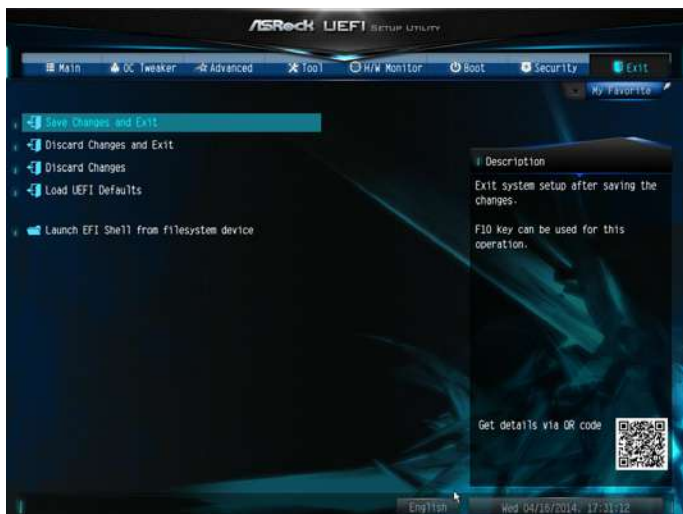 ASRock UEFI SETUP UTILITY
Main OC Tweaker Advanced Tool H/W Monitor Boot Security Exit
My Favorite
Save Changes and Exit
Discard Changes and Exit
Discard Changes
Load UEFI Defaults
Launch EFI Shell from filesystem device
Description
Exit system setup after saving the
changes.
F10 key can be used for this
operation.
Get details via QR code
English
Wed 04/16/2014, 17:31:12